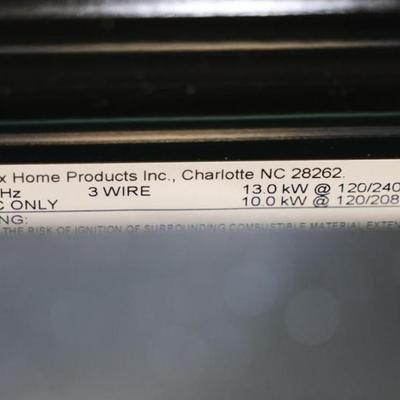 x Home Products Inc., Charlotte NC 28262.
Hz 3 WIRE 13.0 kW @ 120/240
C ONLY 10.0 kW @ 120/208
NG:
THE RISK OF IGNITION OF SURROUNDING COMBUSTIBLE MATERIAL EXTEN